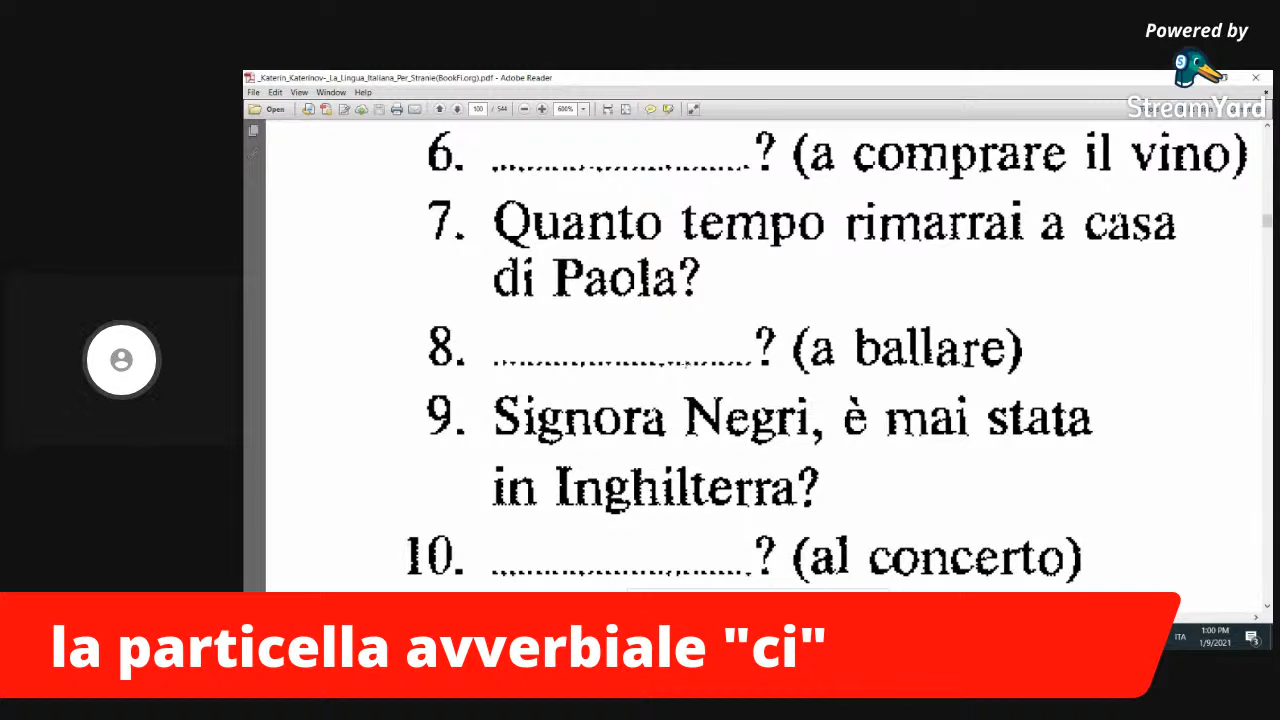 Powered by
StreamYard
_Katerin_Katerinov-_La_Lingua_Italiana_Per_Stranie(BookFi.org).pdf - Adobe Reader
File Edit View Window Help
Open 100 / 544 600%
6. ........................? (a comprare il vino)
7. Quanto tempo rimarrai a casa
di Paola?
8. ........................? (a ballare)
9. Signora Negri, è mai stata
in Inghilterra?
10. ........................? (al concerto)
la particella avverbiale "ci"
ITA
1:00 PM
1/9/2021